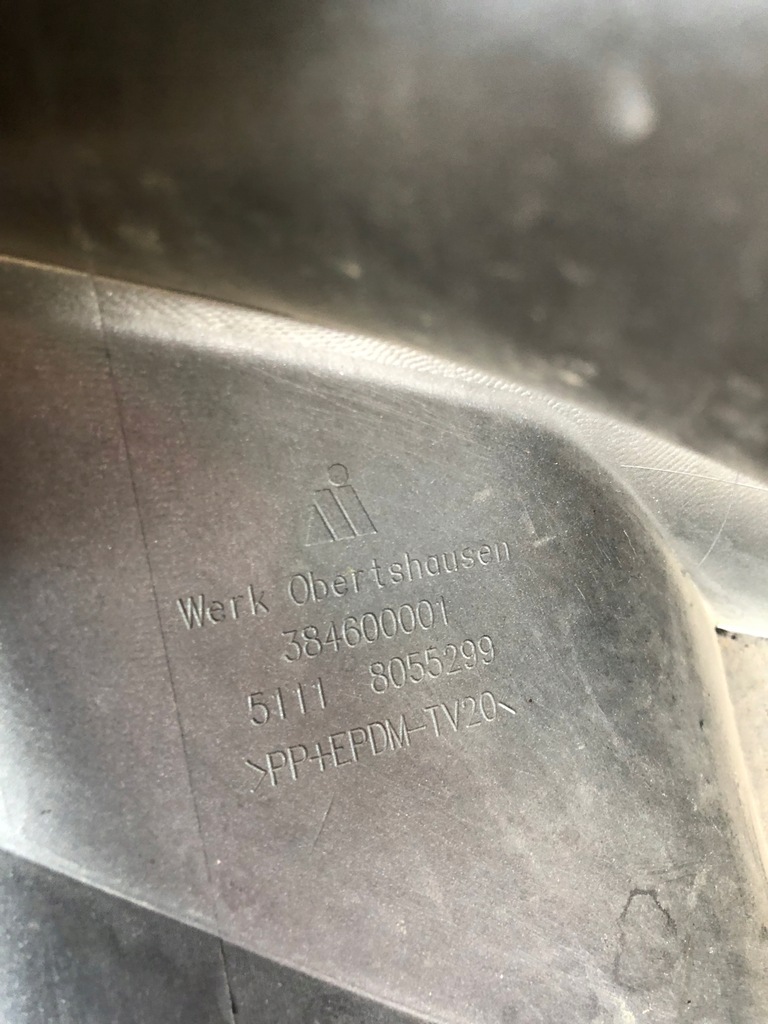 Werk Obertshausen
384600001
5111 8055299
>PP+EPDM-TV20<